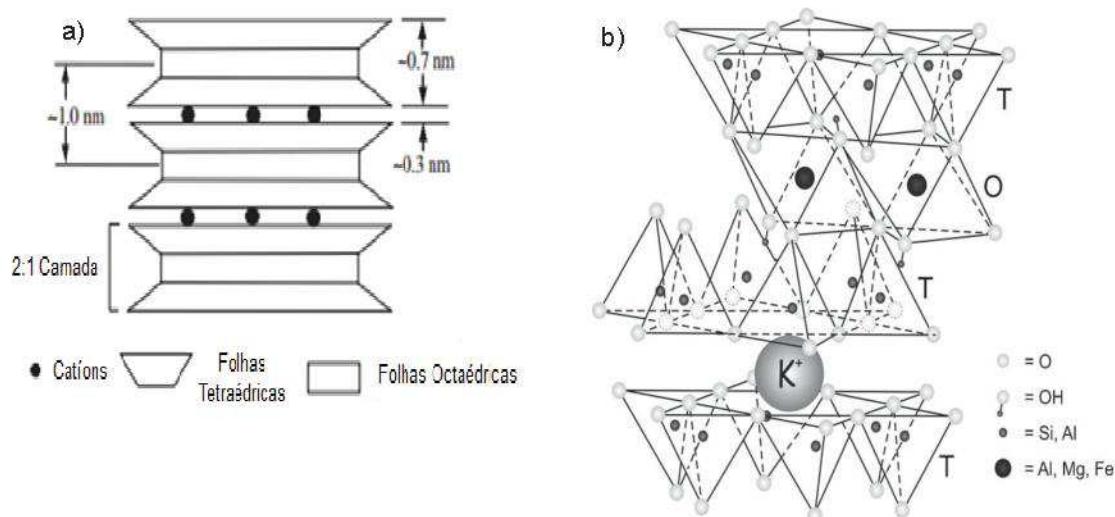 a)
~0.7 nm
~1.0 nm
~0.3 nm
2:1 Camada
Catíons
Folhas
Tetraédricas
Folhas Octaédricas
b)
T
O
T
K+
T
= O
= OH
= Si, Al
= Al, Mg, Fe